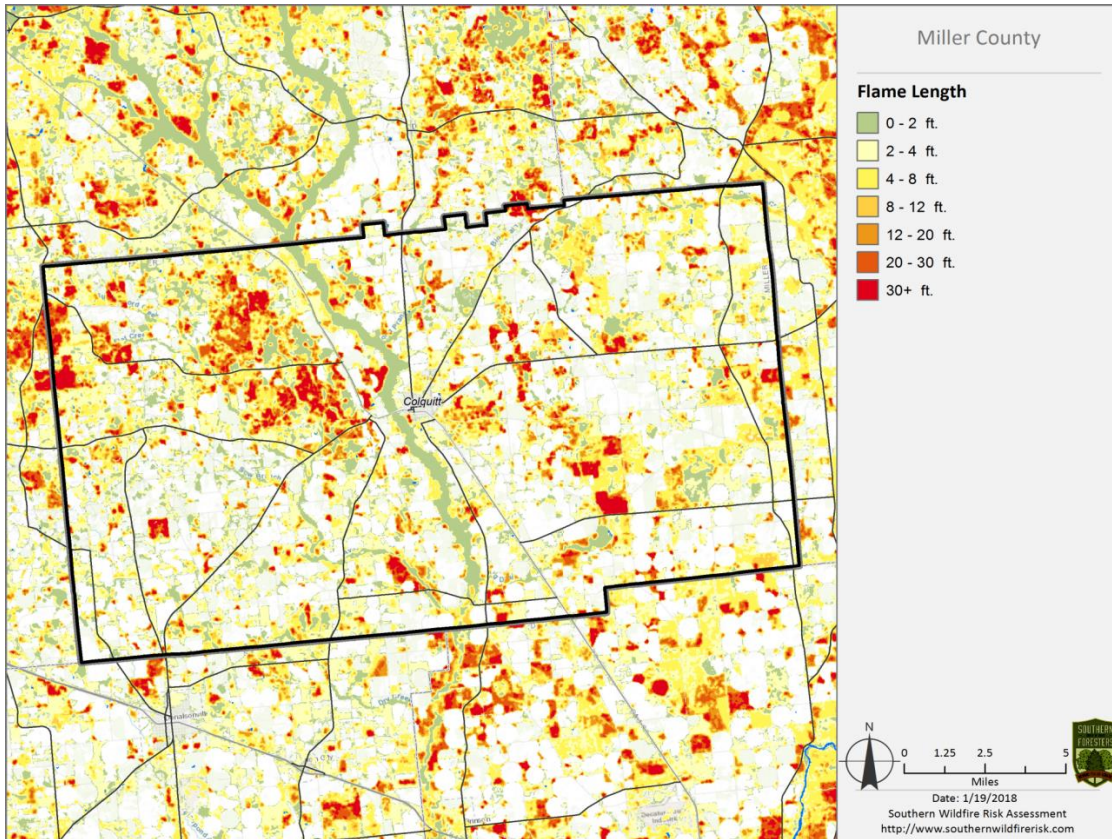 Miller County
Flame Length
0 - 2 ft.
2 - 4 ft.
4 - 8 ft.
8 - 12 ft.
12 - 20 ft.
20 - 30 ft.
30+ ft.
MILLER
Colquitt
N
0 1.25 2.5 5
Miles
SOUTHERN
FORESTERS
Date: 1/19/2018
Southern Wildfire Risk Assessment
http://www.southernwildfirerisk.com